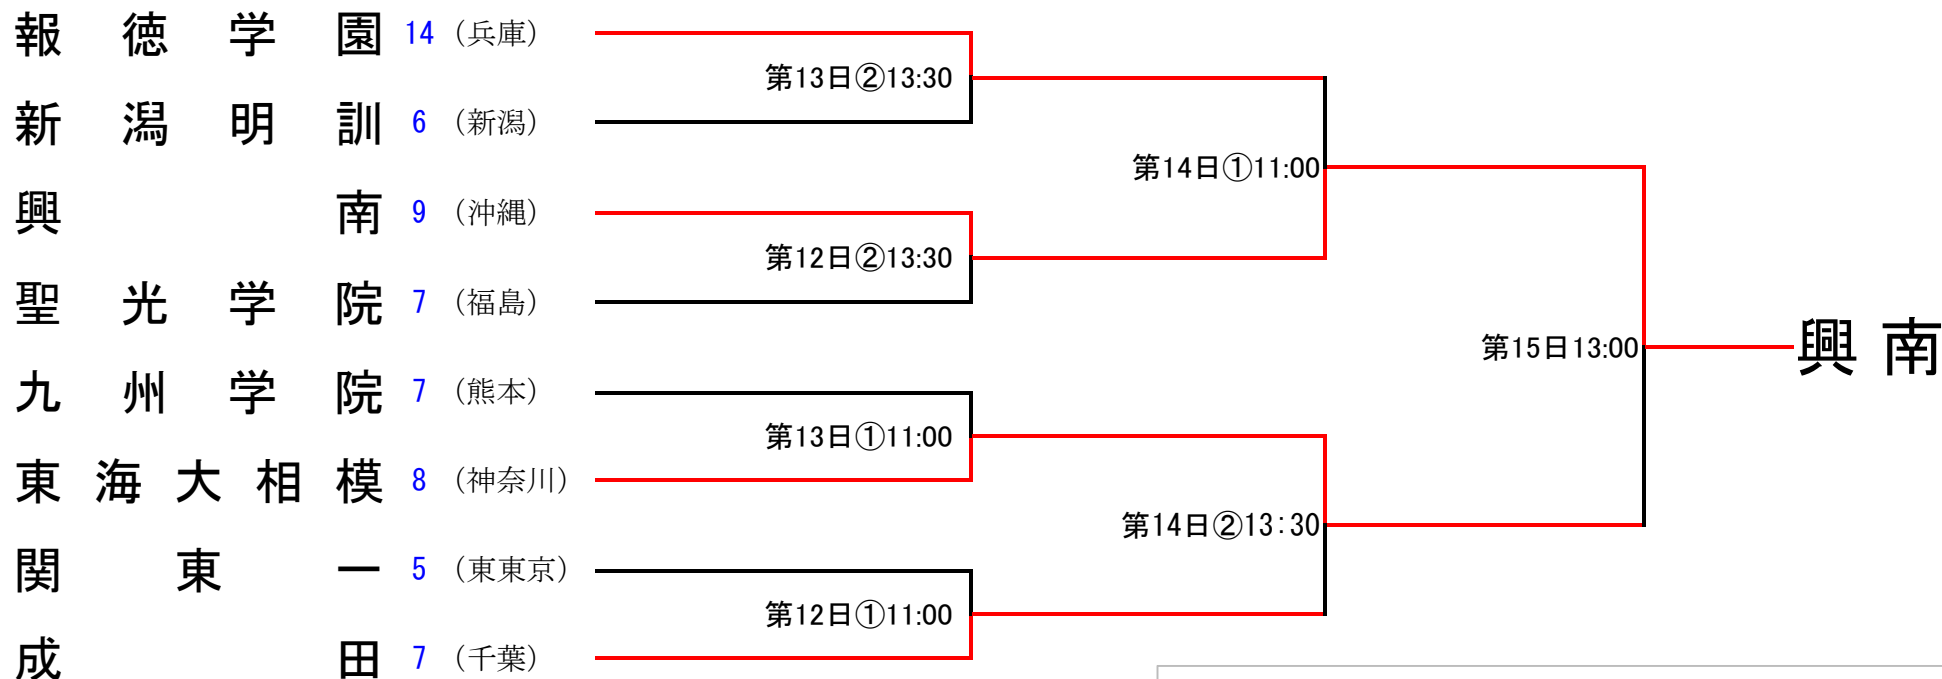 報徳学園 14 （兵庫）
第13日②13:30
新潟明訓 6 （新潟）
第14日①11:00
興南 9 （沖縄）
第12日②13:30
聖光学院 7 （福島）
第15日13:00
興南
九州学院 7 （熊本）
第13日①11:00
東海大相模 8 （神奈川）
第14日②13:30
関東一 5 （東東京）
第12日①11:00
成田 7 （千葉）